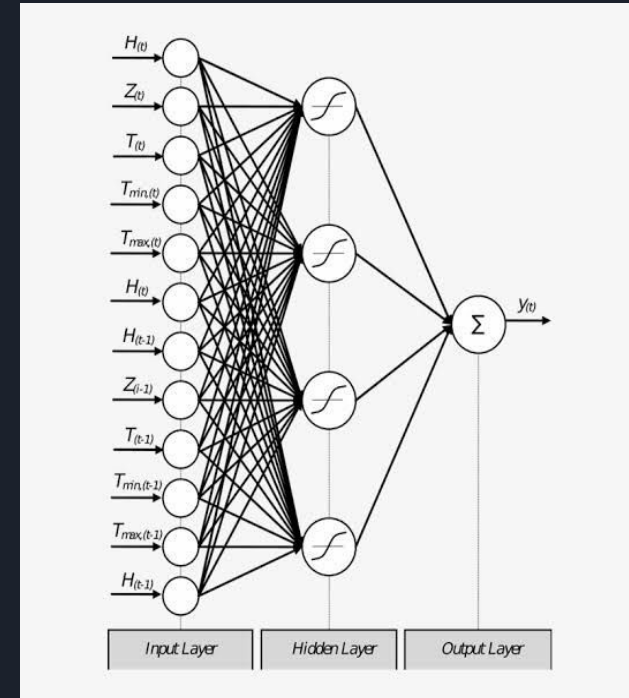 H(t)
Z(t)
T(t)
Tmin,(t)
Tmax,(t)
H(t)
H(t-1)
Z(i-1)
T(t-1)
Tmin,(t-1)
Tmax,(t-1)
H(t-1)
Σ
y(t)
Input Layer
Hidden Layer
Output Layer